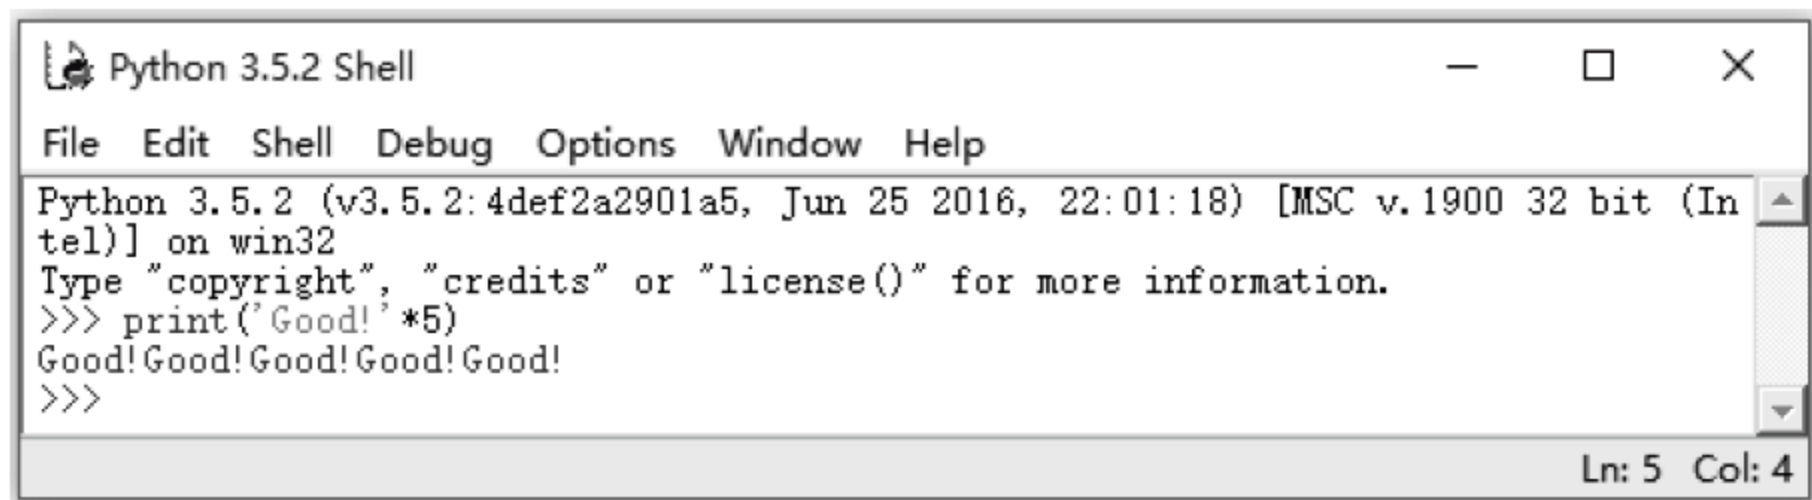 Python 3.5.2 Shell
File Edit Shell Debug Options Window Help
Python 3.5.2 (v3.5.2:4def2a2901a5, Jun 25 2016, 22:01:18) [MSC v.1900 32 bit (In
tel)] on win32
Type "copyright", "credits" or "license()" for more information.
>>> print('Good!'*5)
Good!Good!Good!Good!Good!
>>>
Ln: 5 Col: 4